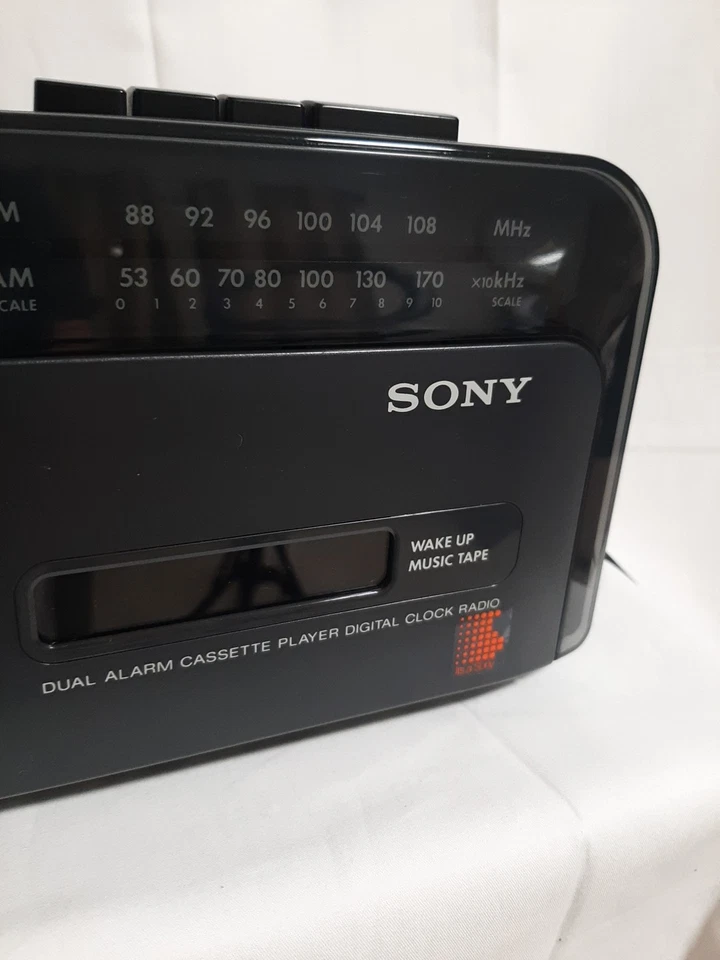 M 88 92 96 100 104 108 MHz
AM 53 60 70 80 100 130 170 x10kHz
CALE 0 1 2 3 4 5 6 7 8 9 10 SCALE
SONY
WAKE UP
MUSIC TAPE
DUAL ALARM CASSETTE PLAYER DIGITAL CLOCK RADIO